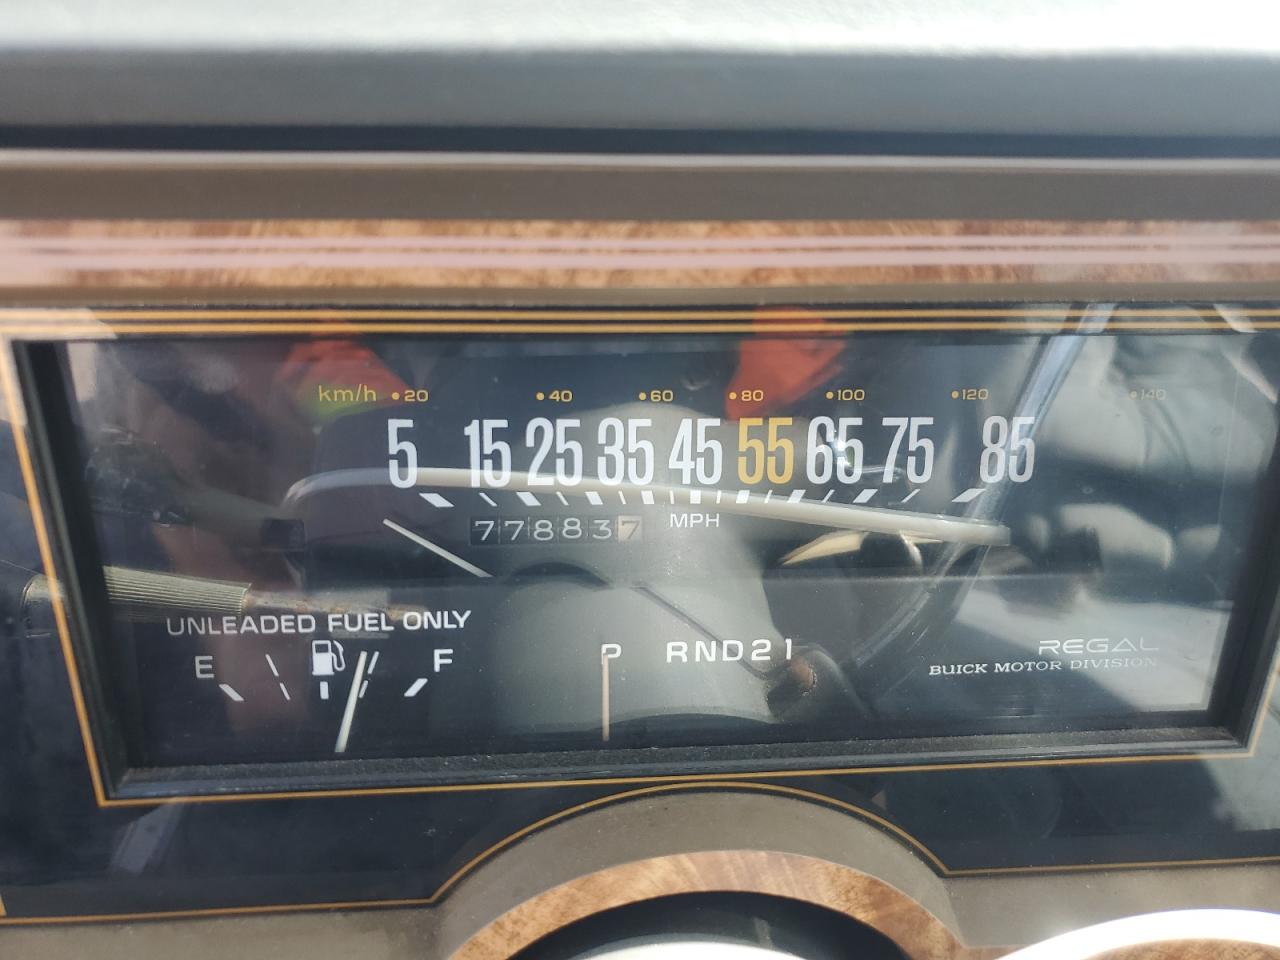 km/h 20 40 60 80 100 120 140
5 15 25 35 45 55 65 75 85
778837 MPH
UNLEADED FUEL ONLY
E F
P RND21
REGAL
BUICK MOTOR DIVISION